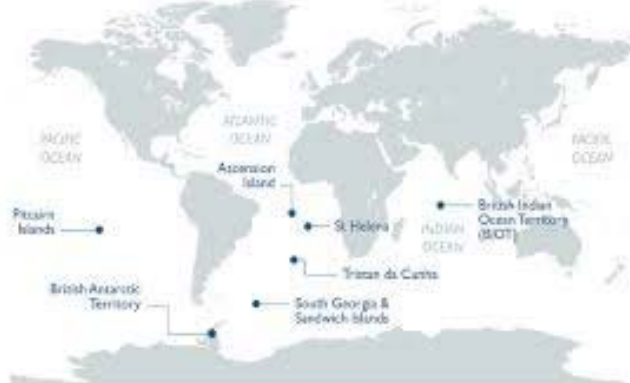 ATLANTIC
OCEAN
PACIFIC
OCEAN
PACIFIC
OCEAN
Ascension
Island
Pitcairn
Islands
St Helena
British Indian
Ocean Territory
(BIOT)
INDIAN
OCEAN
Tristan da Cunha
British Antarctic
Territory
South Georgia &
Sandwich Islands